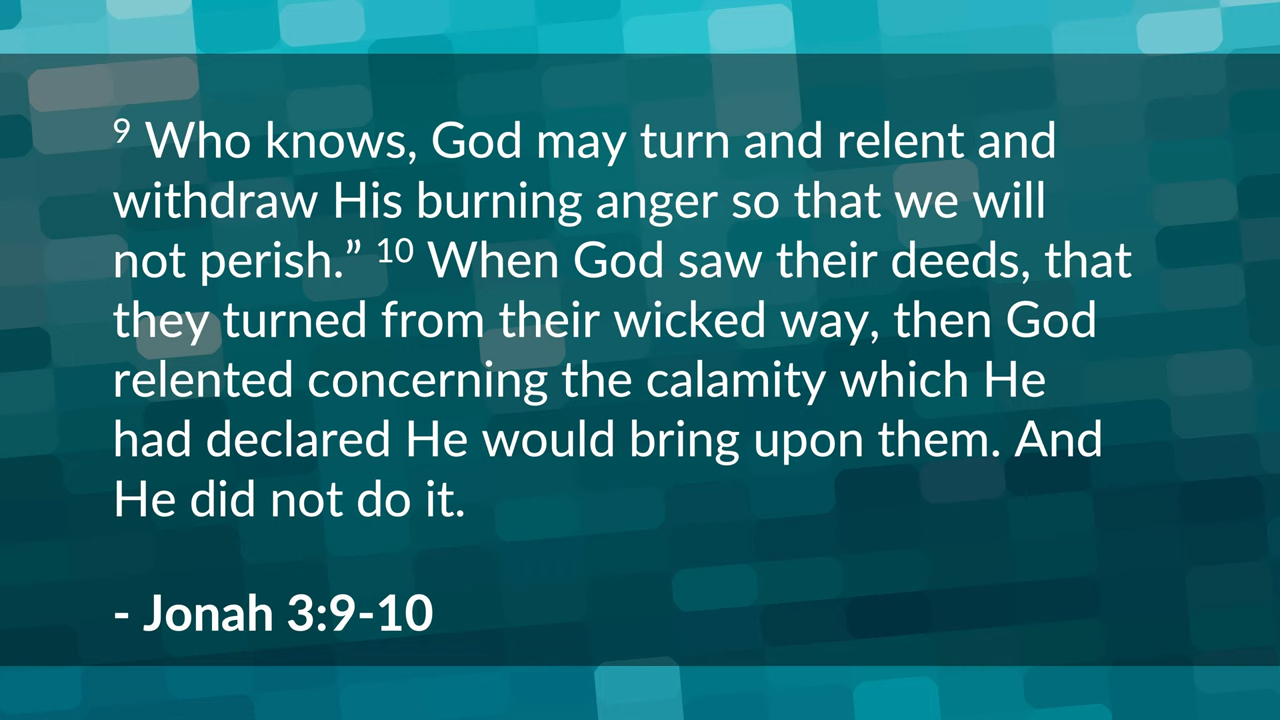 9 Who knows, God may turn and relent and
withdraw His burning anger so that we will
not perish.” 10 When God saw their deeds, that
they turned from their wicked way, then God
relented concerning the calamity which He
had declared He would bring upon them. And
He did not do it.
- Jonah 3:9-10